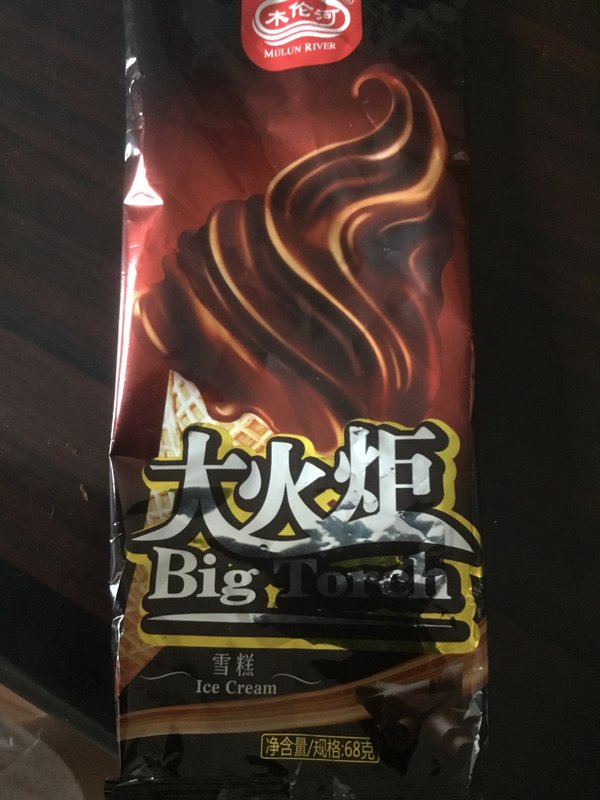 木伦河
MULUN RIVER
大火炬
Big Torch
雪糕
Ice Cream
净含量/规格:68克